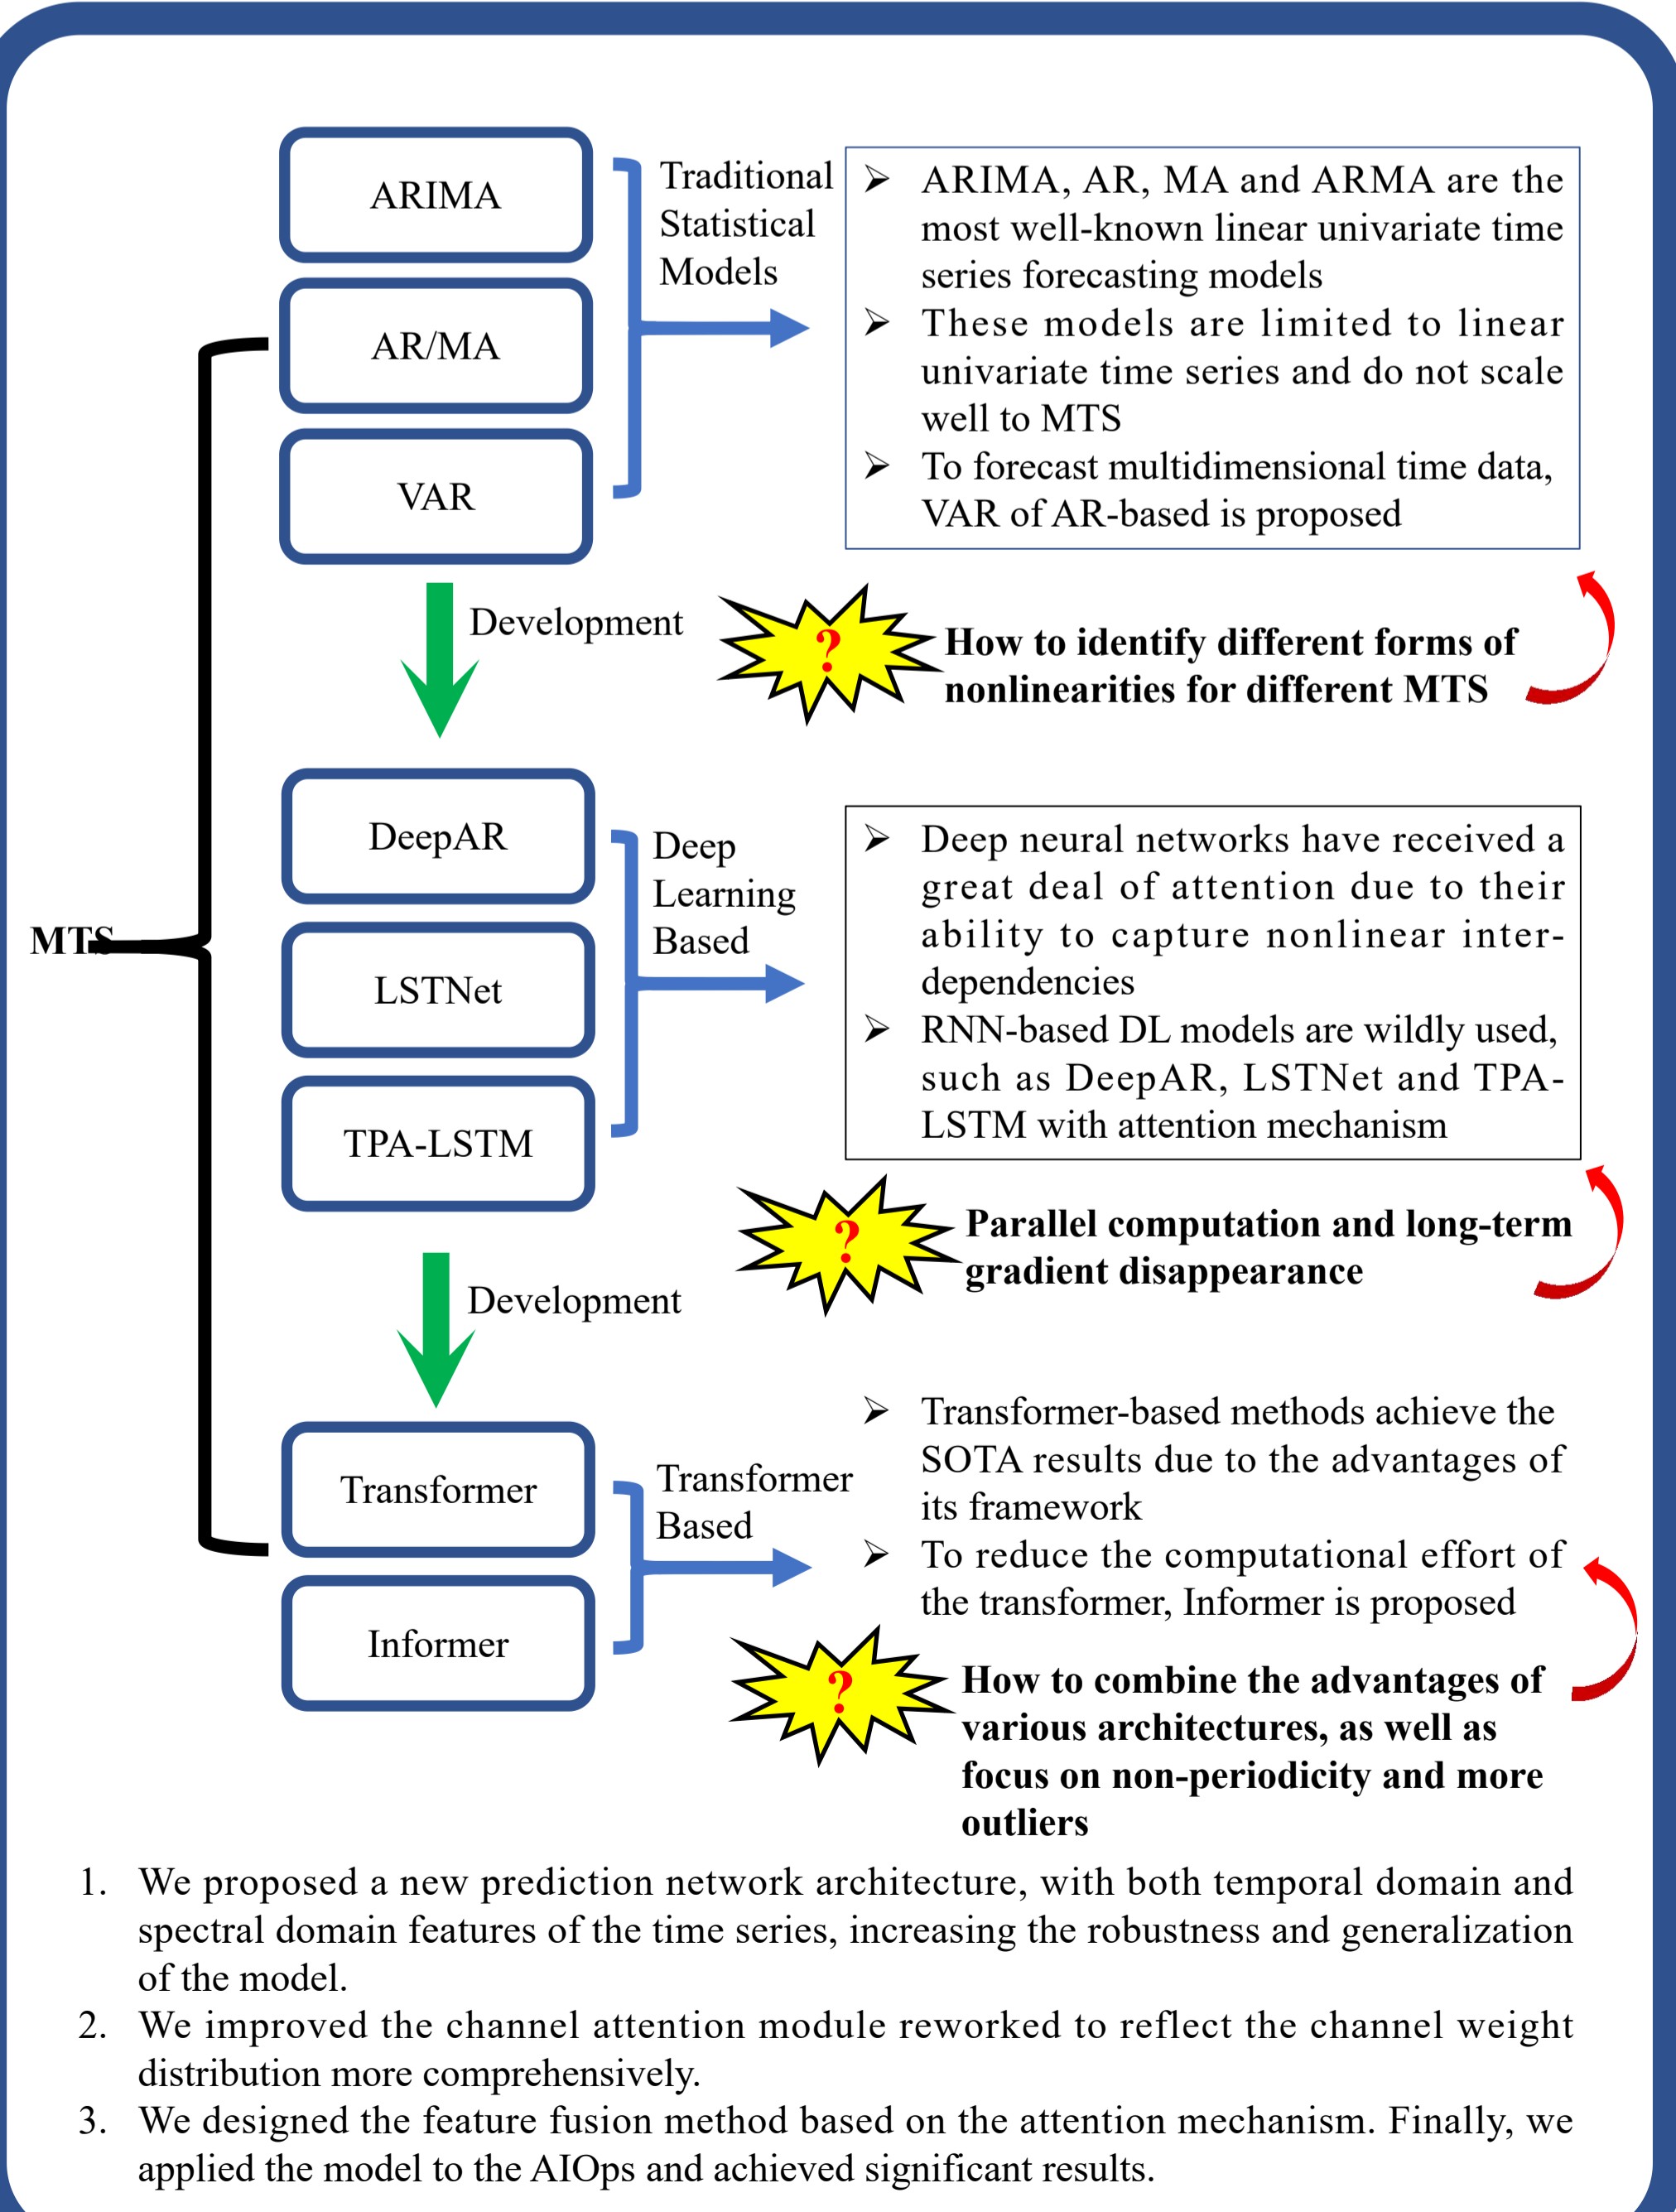 ARIMA
AR/MA
VAR
Traditional
Statistical
Models
➢ ARIMA, AR, MA and ARMA are the
most well-known linear univariate time
series forecasting models
➢ These models are limited to linear
univariate time series and do not scale
well to MTS
➢ To forecast multidimensional time data,
VAR of AR-based is proposed
Development
?
How to identify different forms of
nonlinearities for different MTS
MTS
DeepAR
LSTNet
TPA-LSTM
Deep
Learning
Based
➢ Deep neural networks have received a
great deal of attention due to their
ability to capture nonlinear inter-
dependencies
➢ RNN-based DL models are wildly used,
such as DeepAR, LSTNet and TPA-
LSTM with attention mechanism
?
Parallel computation and long-term
gradient disappearance
Development
Transformer
Informer
Transformer
Based
➢ Transformer-based methods achieve the
SOTA results due to the advantages of
its framework
➢ To reduce the computational effort of
the transformer, Informer is proposed
?
How to combine the advantages of
various architectures, as well as
focus on non-periodicity and more
outliers
1. We proposed a new prediction network architecture, with both temporal domain and
spectral domain features of the time series, increasing the robustness and generalization
of the model.
2. We improved the channel attention module reworked to reflect the channel weight
distribution more comprehensively.
3. We designed the feature fusion method based on the attention mechanism. Finally, we
applied the model to the AIOps and achieved significant results.